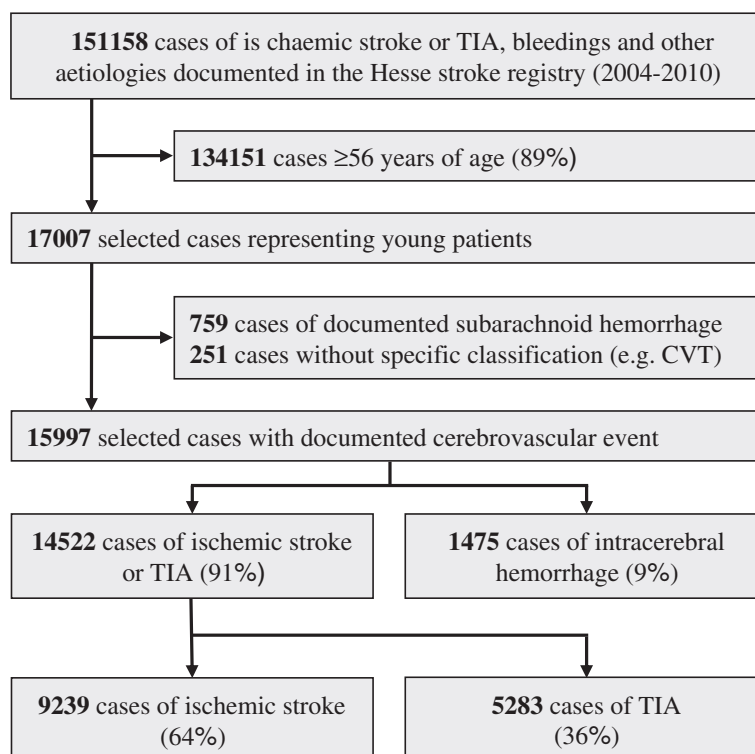 151158 cases of is chaemic stroke or TIA, bleedings and other
aetiologies documented in the Hesse stroke registry (2004-2010)
134151 cases ≥56 years of age (89%)
17007 selected cases representing young patients
759 cases of documented subarachnoid hemorrhage
251 cases without specific classification (e.g. CVT)
15997 selected cases with documented cerebrovascular event
14522 cases of ischemic stroke
or TIA (91%)
1475 cases of intracerebral
hemorrhage (9%)
9239 cases of ischemic stroke
(64%)
5283 cases of TIA
(36%)